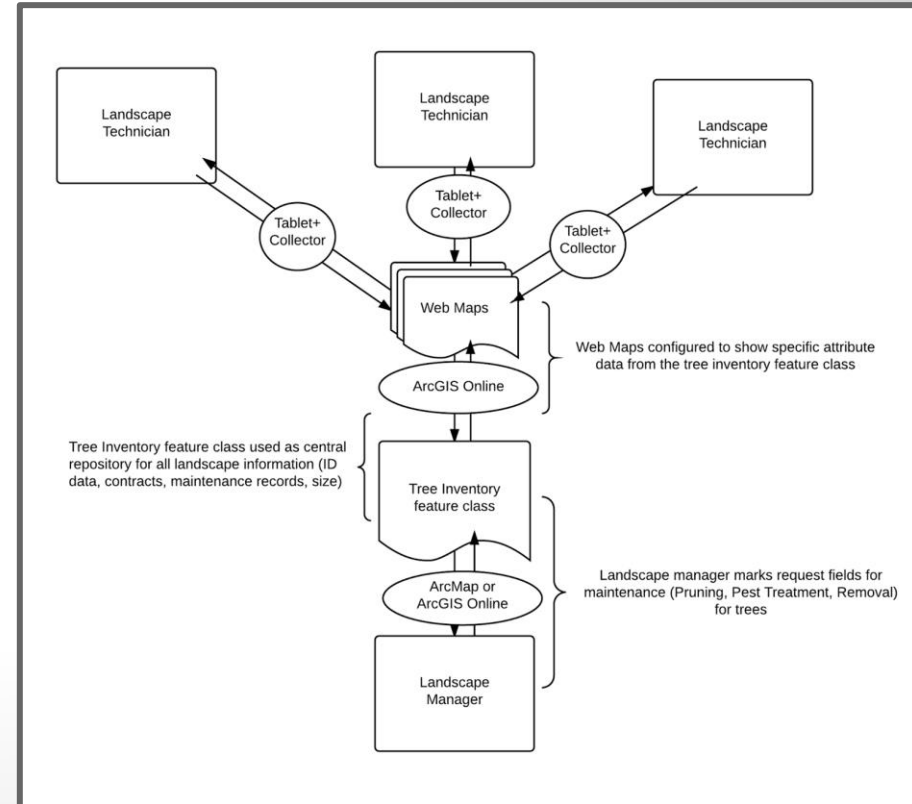 Landscape
Technician
Landscape
Technician
Landscape
Technician
Tablet+
Collector
Tablet+
Collector
Tablet+
Collector
Web Maps
Web Maps configured to show specific attribute
data from the tree inventory feature class
ArcGIS Online
Tree Inventory feature class used as central
repository for all landscape information (ID
data, contracts, maintenance records, size)
Tree Inventory
feature class
Landscape manager marks request fields for
maintenance (Pruning, Pest Treatment, Removal)
for trees
ArcMap or
ArcGIS Online
Landscape
Manager